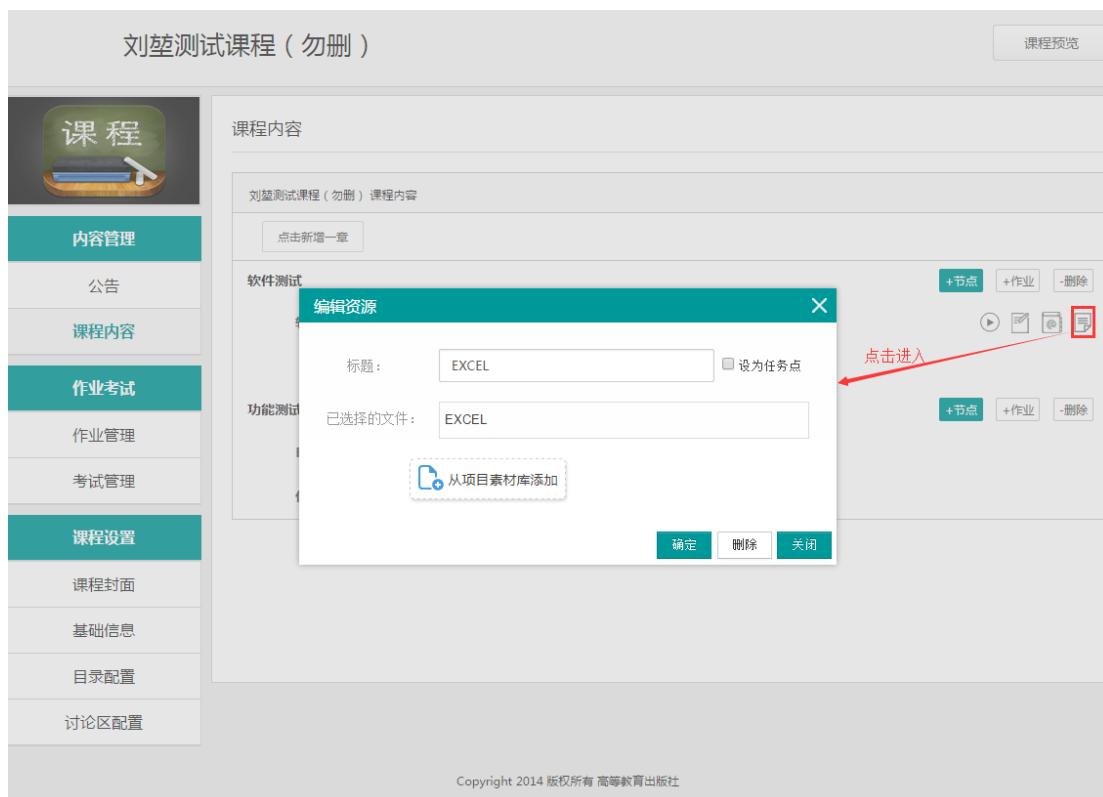 刘堃测试课程（勿删）
课程预览
课程
内容管理
公告
课程内容
作业考试
作业管理
考试管理
课程设置
课程封面
基础信息
目录配置
讨论区配置
课程内容
刘堃测试课程（勿删）课程内容
点击新增一章
软件测试
+节点 +作业 -删除
点击进入
功能测试
+节点 +作业 -删除
编辑资源
标题： EXCEL 设为任务点
已选择的文件： EXCEL
从项目素材库添加
确定 删除 关闭
Copyright 2014 版权所有 高等教育出版社